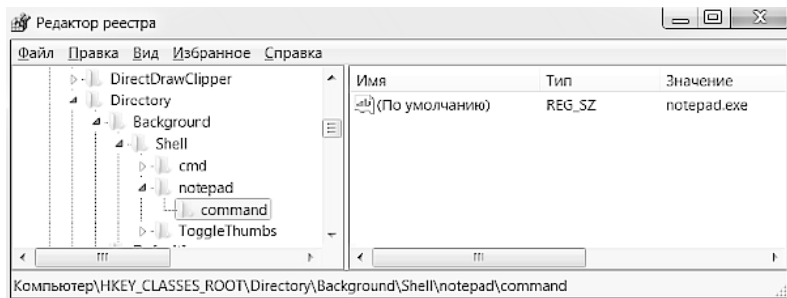 Редактор реестра
Файл Правка Вид Избранное Справка
DirectDrawClipper
Directory
Background
Shell
cmd
notepad
command
ToggleThumbs
Имя Тип Значение
ab (По умолчанию) REG_SZ notepad.exe
Компьютер\HKEY_CLASSES_ROOT\Directory\Background\Shell\notepad\command